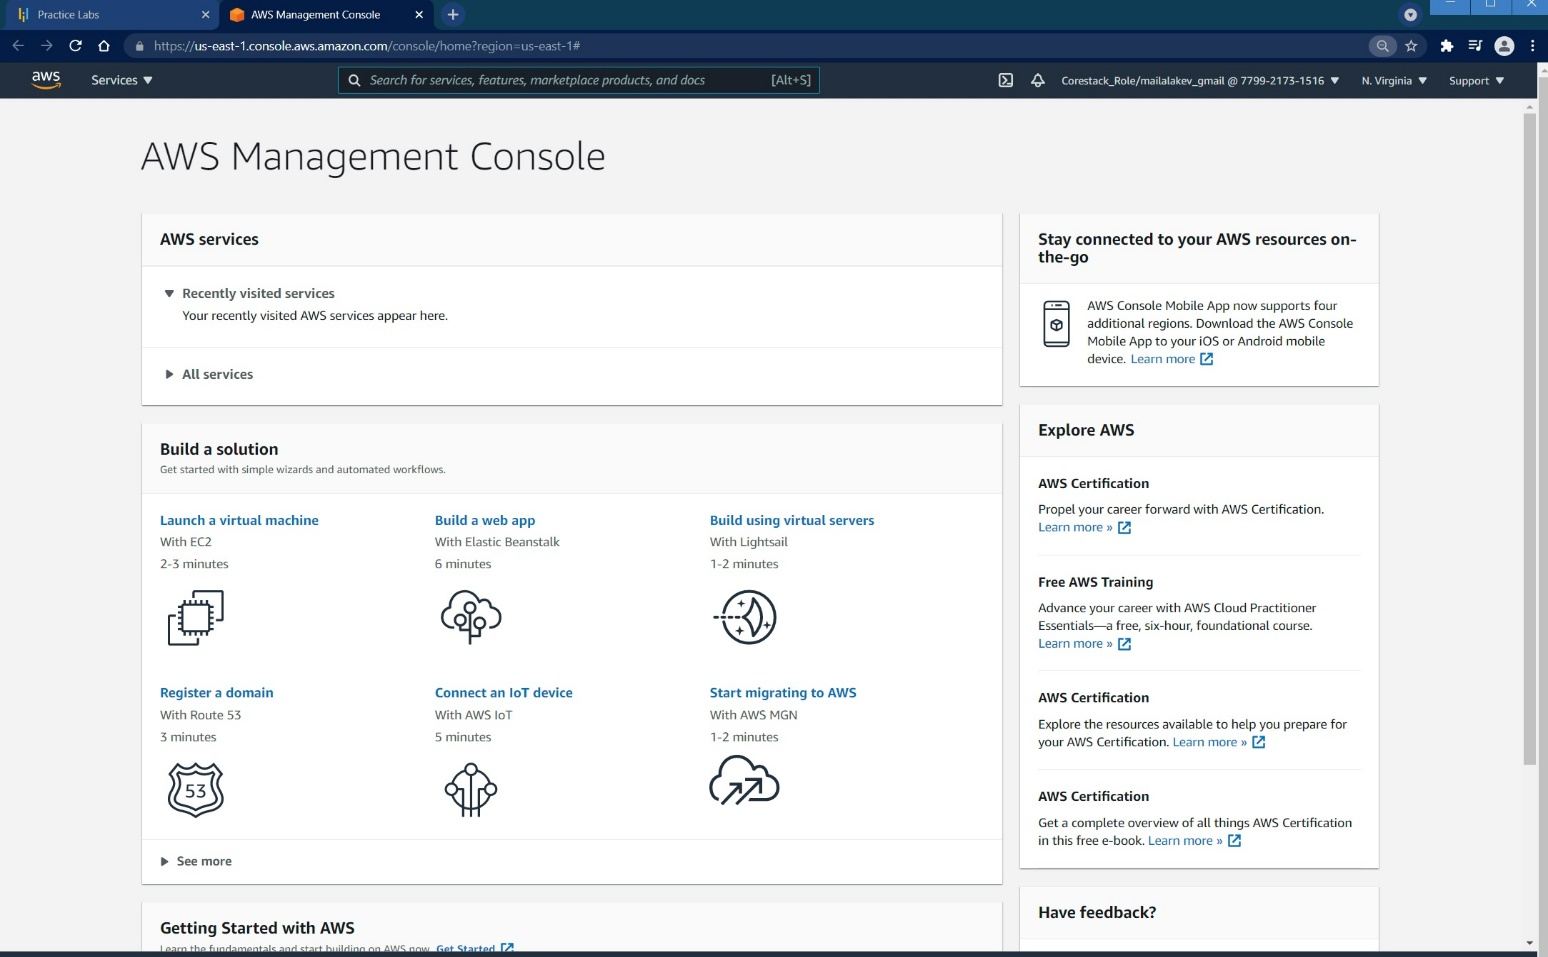 Practice Labs
AWS Management Console
https://us-east-1.console.aws.amazon.com/console/home?region=us-east-1#
aws
Services
Search for services, features, marketplace products, and docs
[Alt+S]
Corestack_Role/mailalakev_gmail @ 7799-2173-1516
N. Virginia
Support
AWS Management Console
AWS services
Recently visited services
Your recently visited AWS services appear here.
All services
Build a solution
Get started with simple wizards and automated workflows.
Launch a virtual machine
With EC2
2-3 minutes
Build a web app
With Elastic Beanstalk
6 minutes
Build using virtual servers
With Lightsail
1-2 minutes
Register a domain
With Route 53
3 minutes
53
Connect an IoT device
With AWS IoT
5 minutes
Start migrating to AWS
With AWS MGN
1-2 minutes
See more
Getting Started with AWS
Learn the fundamentals and start building on AWS now. Get Started
Stay connected to your AWS resources on-
the-go
AWS Console Mobile App now supports four
additional regions. Download the AWS Console
Mobile App to your iOS or Android mobile
device. Learn more
Explore AWS
AWS Certification
Propel your career forward with AWS Certification.
Learn more »
Free AWS Training
Advance your career with AWS Cloud Practitioner
Essentials—a free, six-hour, foundational course.
Learn more »
AWS Certification
Explore the resources available to help you prepare for
your AWS Certification. Learn more »
AWS Certification
Get a complete overview of all things AWS Certification
in this free e-book. Learn more »
Have feedback?